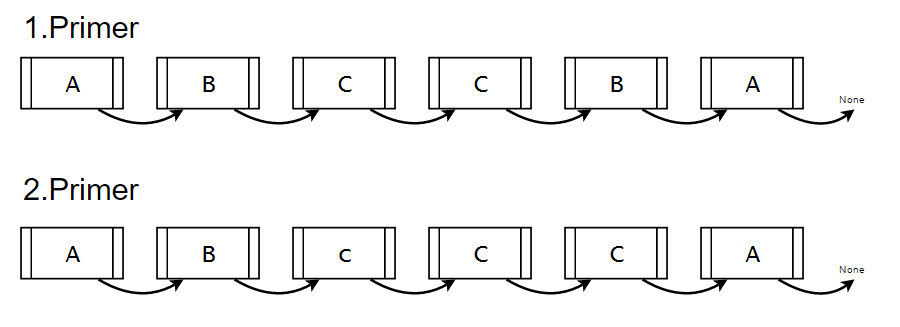 1.Primer
A B C C B A None
2.Primer
A B c C C A None